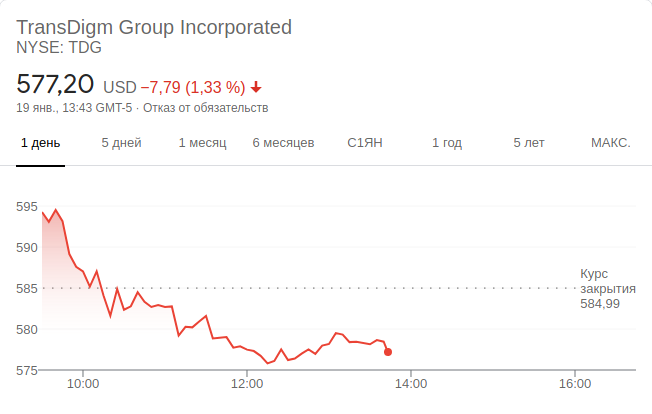 TransDigm Group Incorporated
NYSE: TDG
577,20 USD −7,79 (1,33 %)
19 янв., 13:43 GMT-5 · Отказ от обязательств
1 день 5 дней 1 месяц 6 месяцев С1ЯН 1 год 5 лет МАКС.
595
590
585
580
575
Курс
закрытия
584,99
10:00 12:00 14:00 16:00